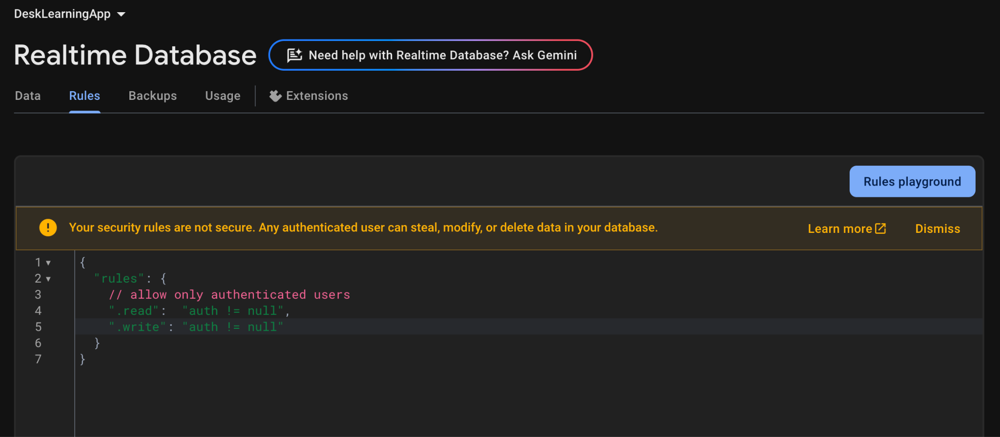 DeskLearningApp
Realtime Database
Need help with Realtime Database? Ask Gemini
Data
Rules
Backups
Usage
Extensions
Rules playground
Your security rules are not secure. Any authenticated user can steal, modify, or delete data in your database.
Learn more
Dismiss
1 {
2 "rules": {
3 // allow only authenticated users
4 ".read":  "auth != null",
5 ".write": "auth != null"
6 }
7 }